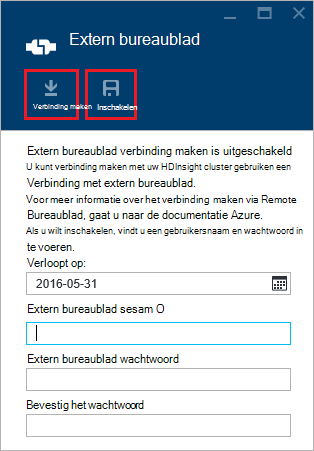 Extern bureaublad
Verbinding maken
Inschakelen
Extern bureaublad verbinding maken is uitgeschakeld
U kunt verbinding maken met uw HDInsight cluster gebruiken een
Verbinding met extern bureaublad.
Voor meer informatie over het verbinding maken via Remote
Bureaublad, gaat u naar de documentatie Azure.
Als u wilt inschakelen, vindt u een gebruikersnaam en wachtwoord in
te voeren.
Verloopt op:
2016-05-31
Extern bureaublad sesam O
Extern bureaublad wachtwoord
Bevestig het wachtwoord